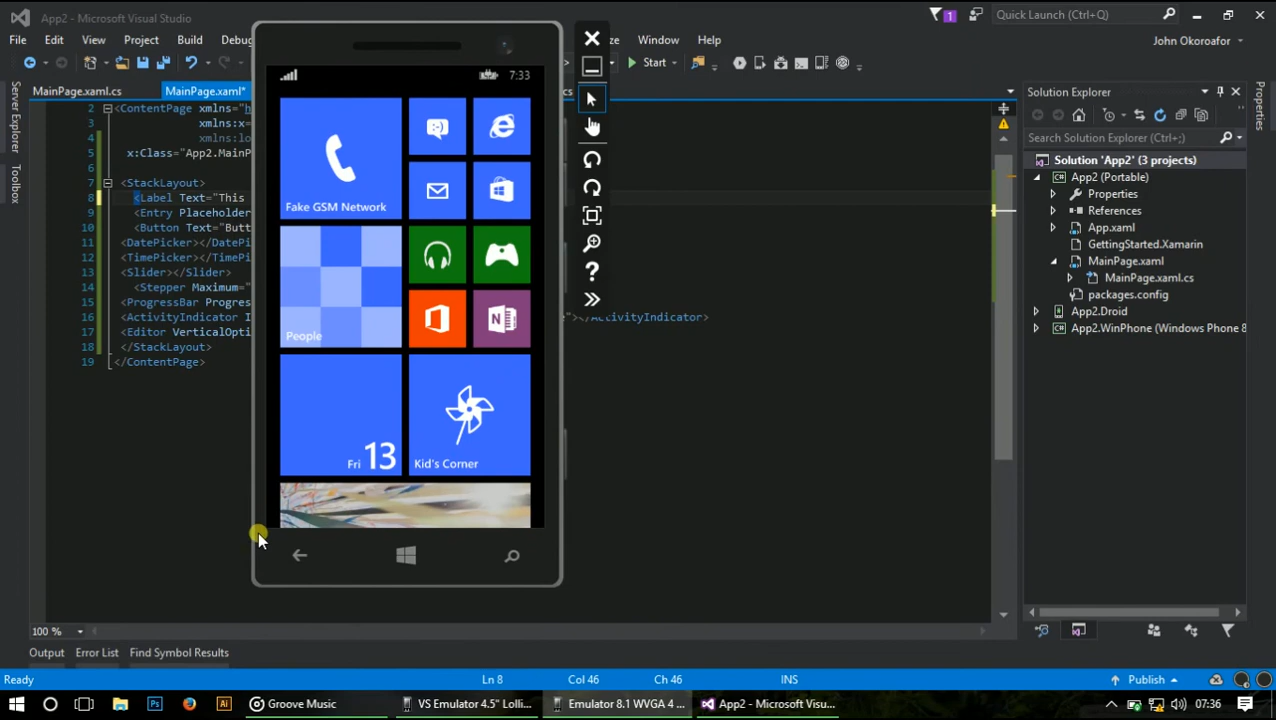 App2 - Microsoft Visual Studio
1
Quick Launch (Ctrl+Q)
File Edit View Project Build Debug Window Help
John Okoroafor
Start
MainPage.xaml.cs MainPage.xaml*
Server Explorer
Toolbox
2 <ContentPage xmlns="
3 xmlns:x=
4 xmlns:lo
5 x:Class="App2.MainP
6
7 <StackLayout>
8 <Label Text="This
9 <Entry Placeholder
10 <Button Text="Butt
11 <DatePicker></DatePic
12 <TimePicker></TimePi
13 <Slider></Slider>
14 <Stepper Maximum="
15 <ProgressBar Progres
16 <ActivityIndicator I
"></ActivityIndicator>
17 <Editor VerticalOpti
18 </StackLayout>
19 </ContentPage>
7:33
Fake GSM Network
People
Fri 13
Kid's Corner
Solution Explorer
Search Solution Explorer (Ctrl+;)
Solution 'App2' (3 projects)
App2 (Portable)
Properties
References
App.xaml
GettingStarted.Xamarin
MainPage.xaml
MainPage.xaml.cs
packages.config
App2.Droid
App2.WinPhone (Windows Phone 8
Properties
100 %
Output Error List Find Symbol Results
Ready Ln 8 Col 46 Ch 46 INS Publish
Groove Music VS Emulator 4.5" Lolli... Emulator 8.1 WVGA 4 ... App2 - Microsoft Visu... 07:36